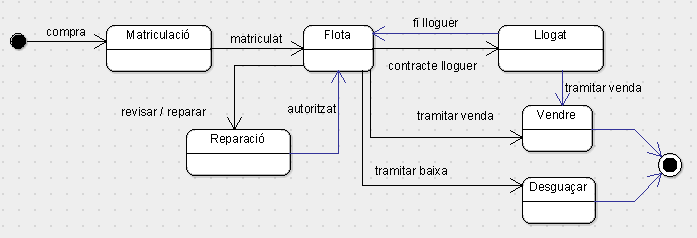 compra
Matriculació
matriculat
Flota
fi lloguer
Llogat
contracte lloguer
tramitar venda
revisar / reparar
autoritzat
tramitar venda
Vendre
Reparació
tramitar baixa
Desguaçar